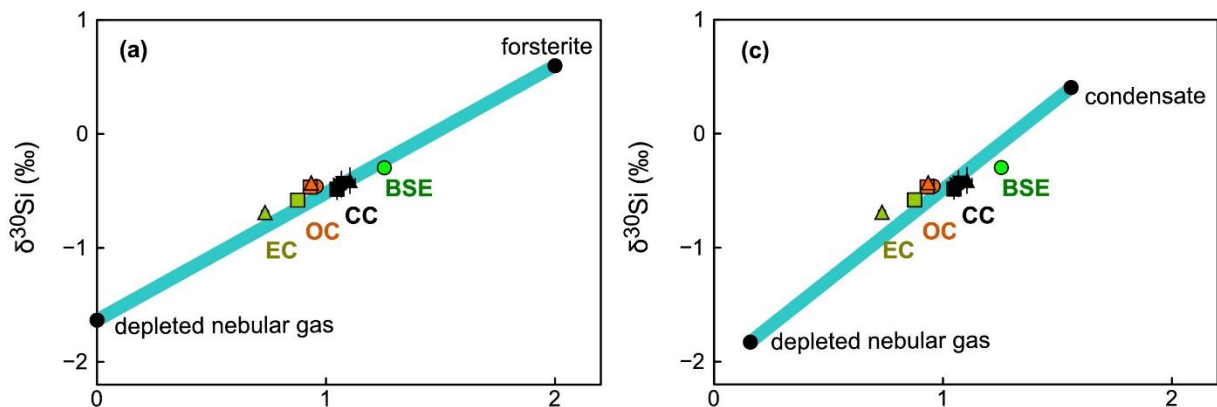 (a)
forsterite
1
0
−1
−2
δ30Si (‰)
BSE
CC
OC
EC
depleted nebular gas
0
1
2
(c)
condensate
1
0
−1
−2
δ30Si (‰)
BSE
CC
OC
EC
depleted nebular gas
0
1
2